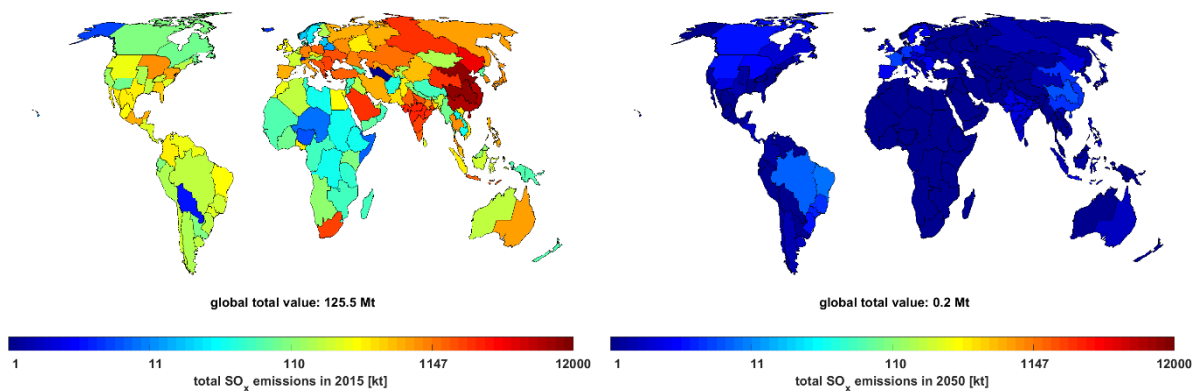 global total value: 125.5 Mt
global total value: 0.2 Mt
1 11 110 1147 12000
total SOx emissions in 2015 [kt]
1 11 110 1147 12000
total SOx emissions in 2050 [kt]